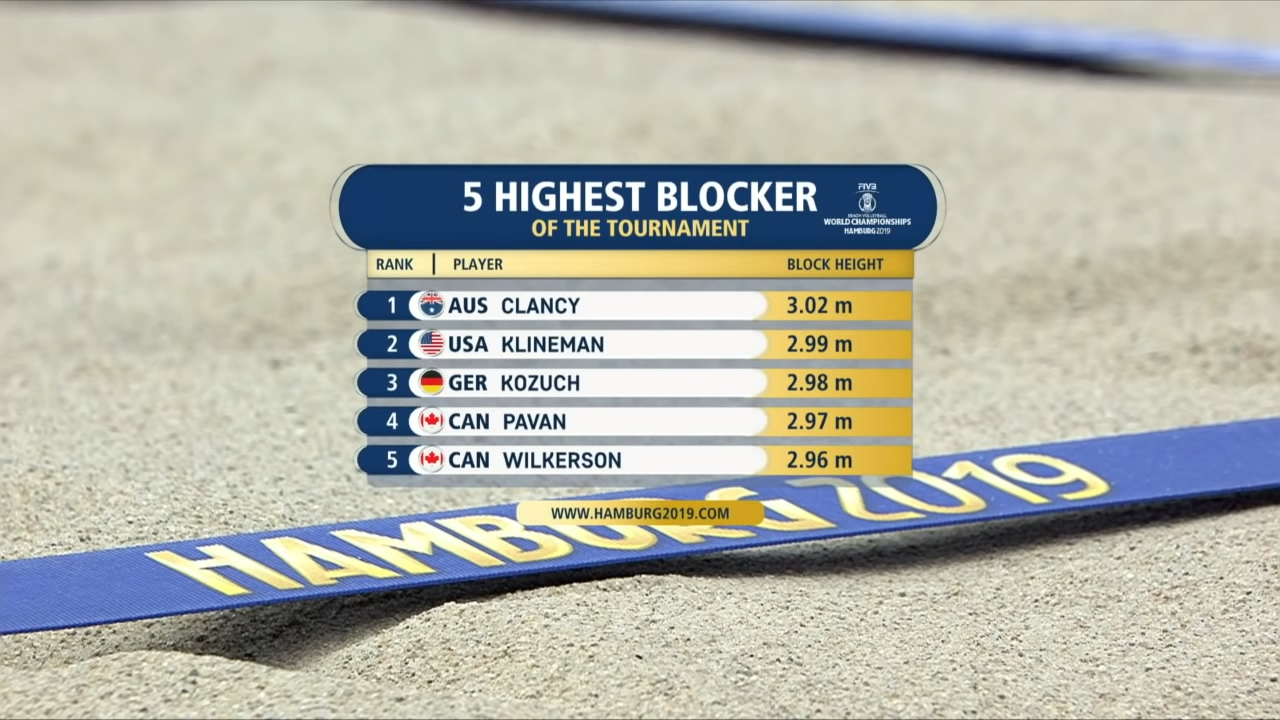 5 HIGHEST BLOCKER
OF THE TOURNAMENT
FIVB
BEACH VOLLEYBALL
WORLD CHAMPIONSHIPS
HAMBURG 2019
RANK | PLAYER BLOCK HEIGHT
1 AUS CLANCY 3.02 m
2 USA KLINEMAN 2.99 m
3 GER KOZUCH 2.98 m
4 CAN PAVAN 2.97 m
5 CAN WILKERSON 2.96 m
WWW.HAMBURG2019.COM
HAMBURG 2019